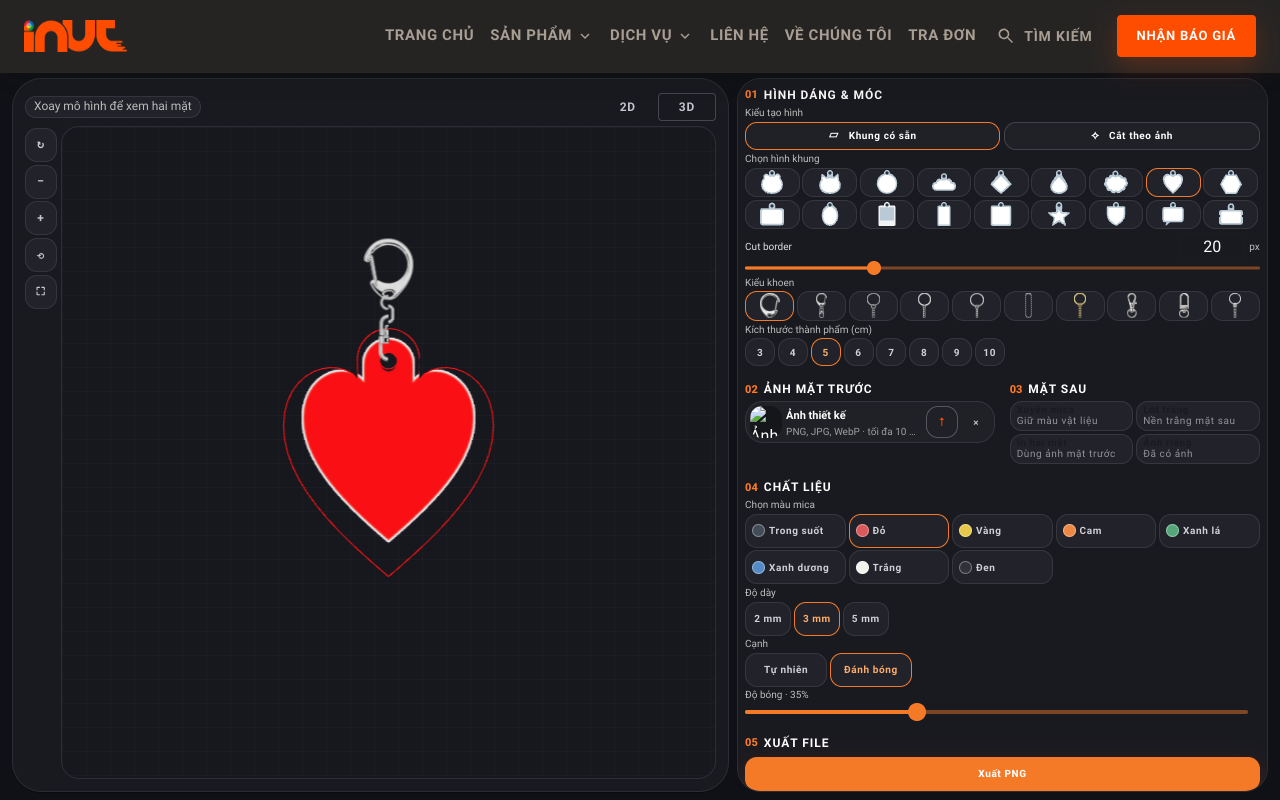 inut
TRANG CHỦ SẢN PHẨM DỊCH VỤ LIÊN HỆ VỀ CHÚNG TÔI TRA ĐƠN TÌM KIẾM NHẬN BÁO GIÁ
Xoay mô hình để xem hai mặt
2D 3D
01 HÌNH DÁNG & MÓC
Kiểu tạo hình
Khung có sẵn Cắt theo ảnh
Chọn hình khung
Cut border 20 px
Kiểu khoen
Kích thước thành phẩm (cm)
3 4 5 6 7 8 9 10
02 ẢNH MẶT TRƯỚC
Ảnh
Ảnh thiết kế
PNG, JPG, WebP · tối đa 10 ...
03 MẶT SAU
Giữ màu vật liệu Nền trắng mặt sau
Dùng ảnh mặt trước Đã có ảnh
04 CHẤT LIỆU
Chọn màu mica
Trong suốt Đỏ Vàng Cam Xanh lá
Xanh dương Trắng Đen
Độ dày
2 mm 3 mm 5 mm
Cạnh
Tự nhiên Đánh bóng
Độ bóng · 35%
05 XUẤT FILE
Xuất PNG